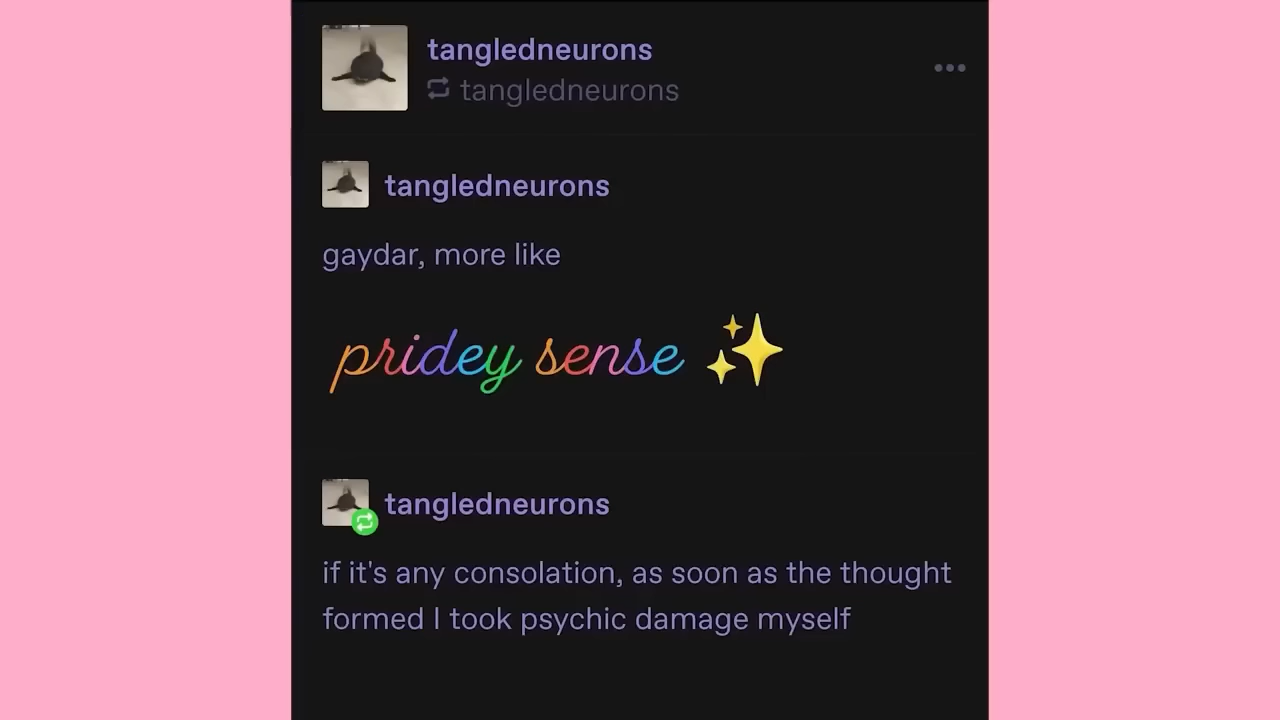 tangledneurons
tangledneurons
tangledneurons
gaydar, more like
pridey sense ✨
tangledneurons
if it's any consolation, as soon as the thought
formed I took psychic damage myself